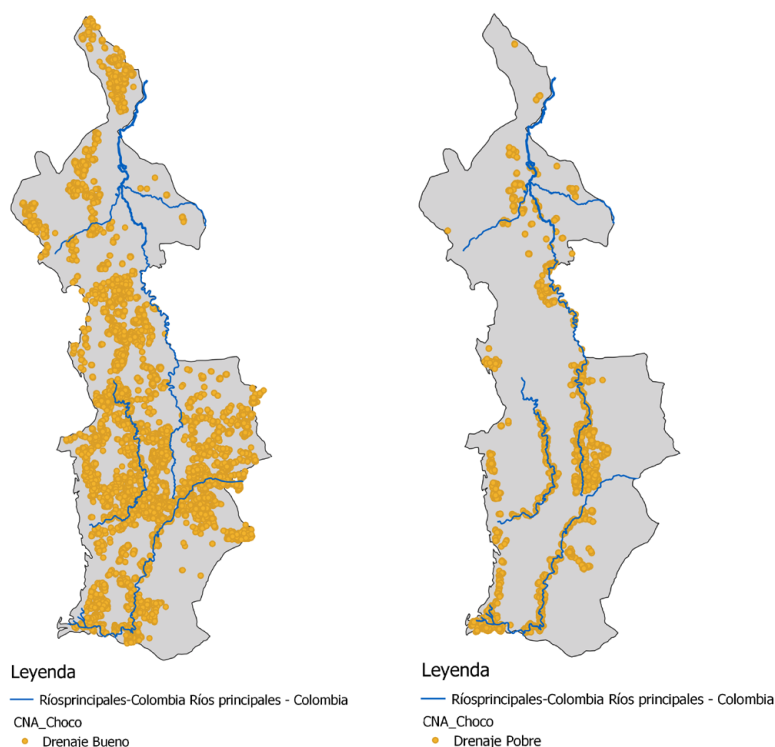 Leyenda
Ríosprincipales-Colombia Ríos principales - Colombia
CNA_Choco
Drenaje Bueno
Leyenda
Ríosprincipales-Colombia Ríos principales - Colombia
CNA_Choco
Drenaje Pobre